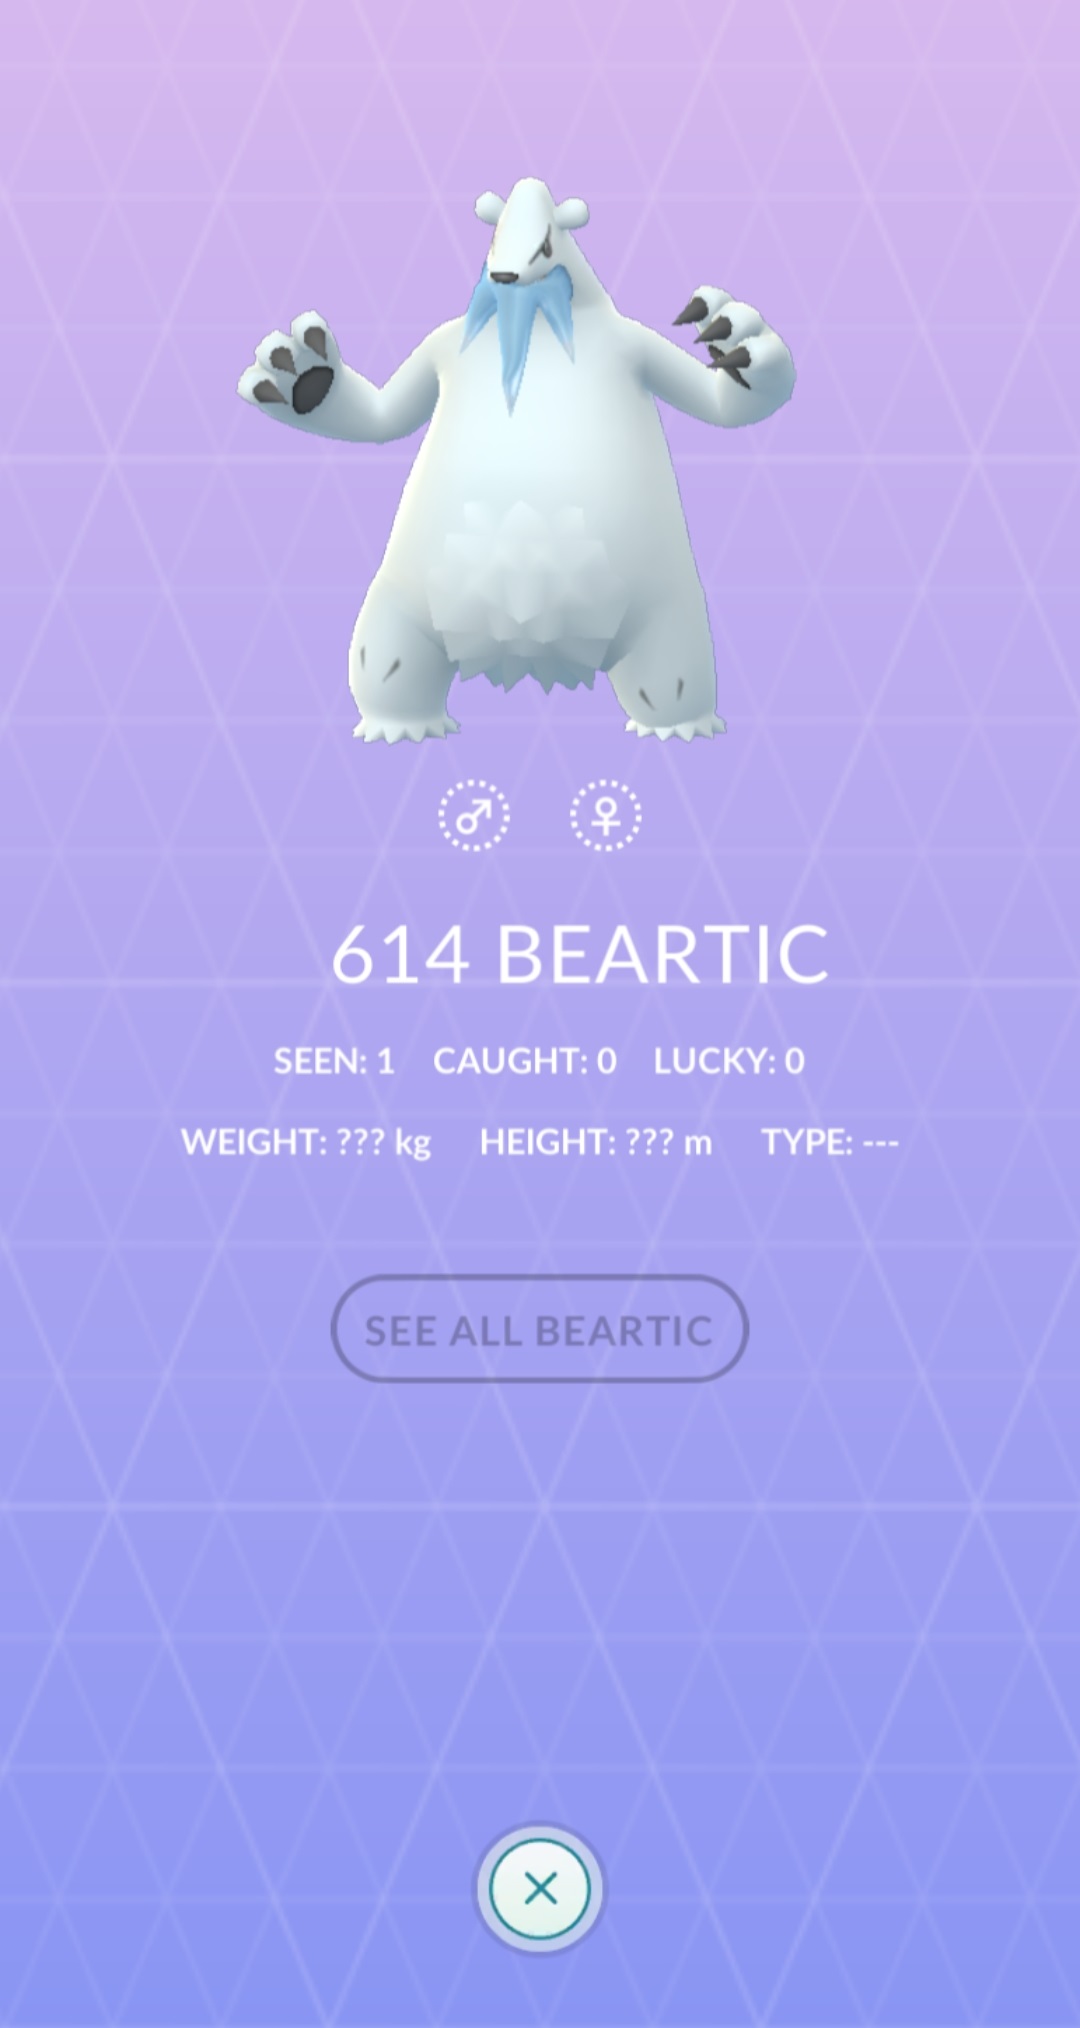 614 BEARTIC
SEEN: 1 CAUGHT: 0 LUCKY: 0
WEIGHT: ??? kg HEIGHT: ??? m TYPE: ---
SEE ALL BEARTIC